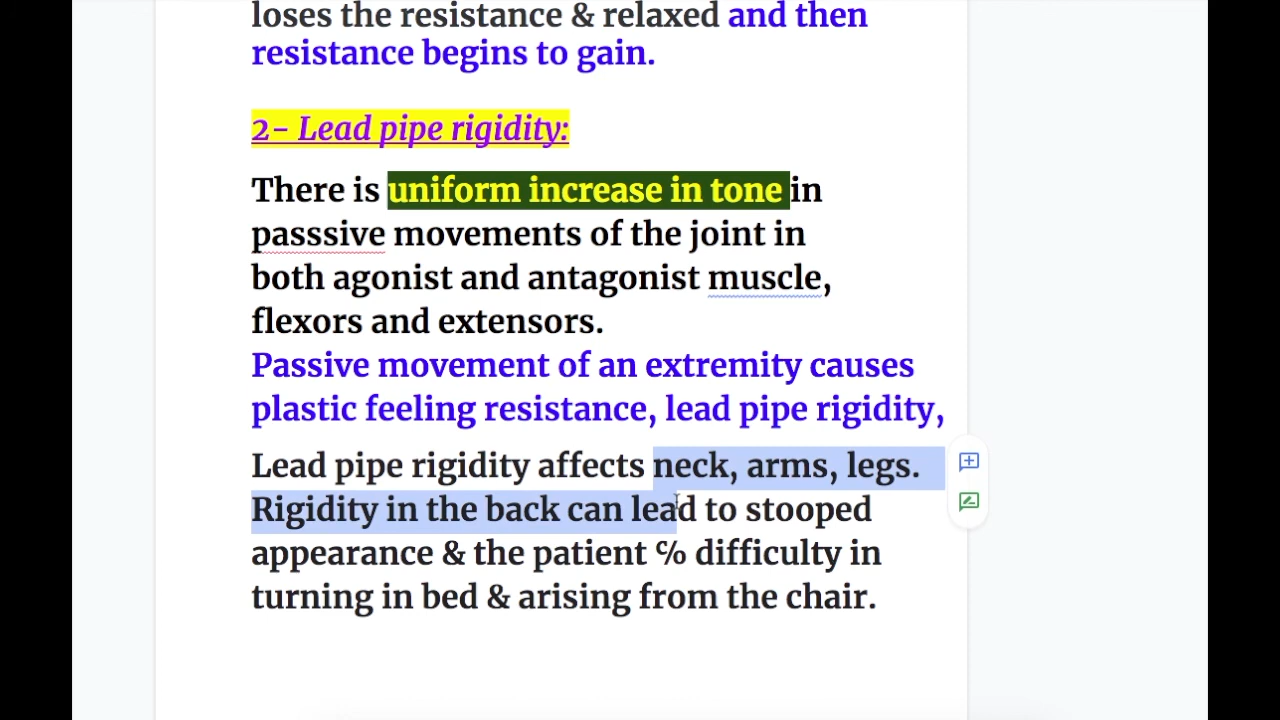 loses the resistance & relaxed and then
resistance begins to gain.
2- Lead pipe rigidity:
There is uniform increase in tone in
passsive movements of the joint in
both agonist and antagonist muscle,
flexors and extensors.
Passive movement of an extremity causes
plastic feeling resistance, lead pipe rigidity,
Lead pipe rigidity affects neck, arms, legs.
Rigidity in the back can lead to stooped
appearance & the patient ℅ difficulty in
turning in bed & arising from the chair.